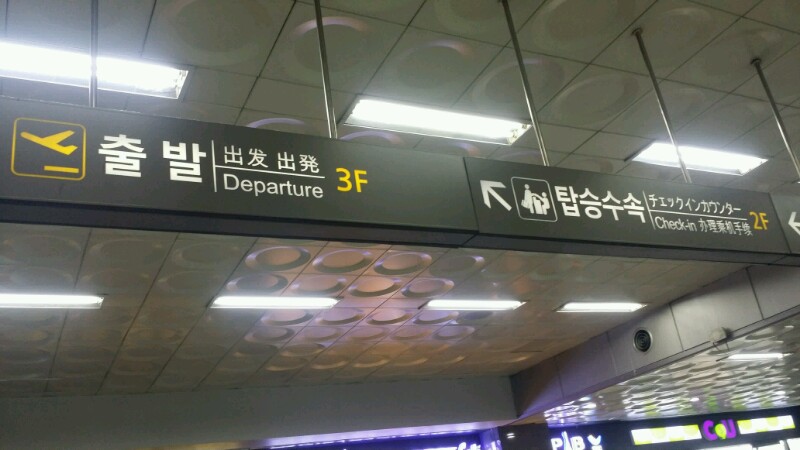 출발
出发 出発
Departure
3F
탑승수속
チェックインカウンター
Check-in 办理乘机手续
2F